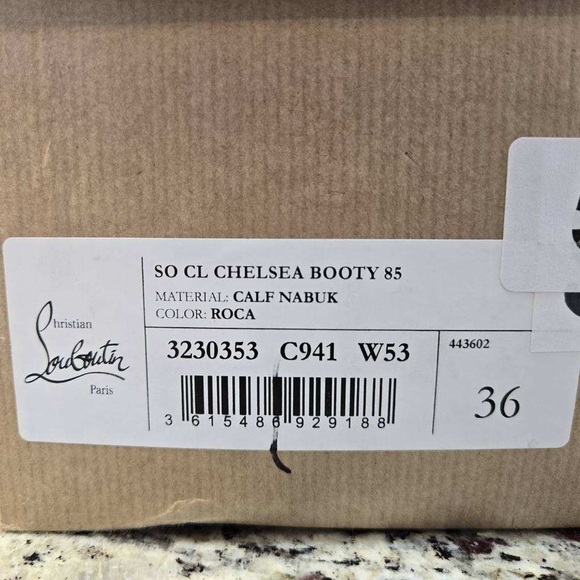 Christian
Louboutin
Paris
SO CL CHELSEA BOOTY 85
MATERIAL: CALF NABUK
COLOR: ROCA
3230353 C941 W53
3 615486 929188
443602
36